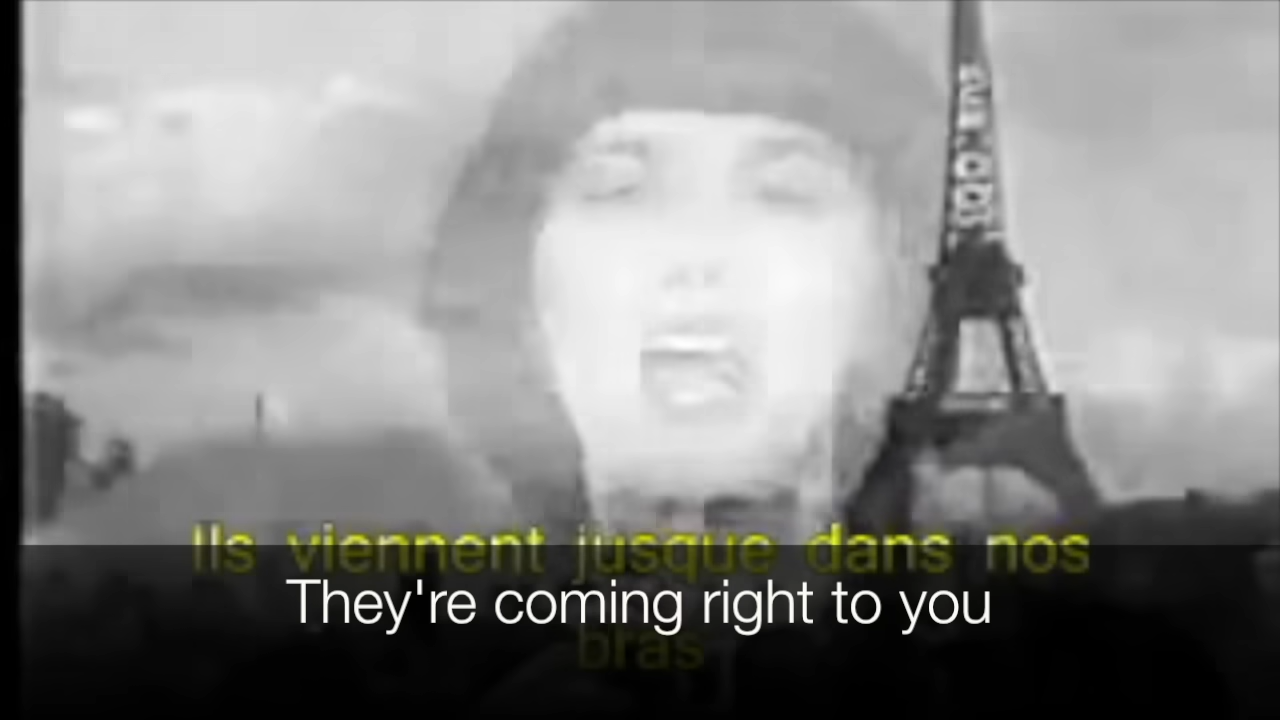 Ils viennent jusque dans nos
They're coming right to you
bras